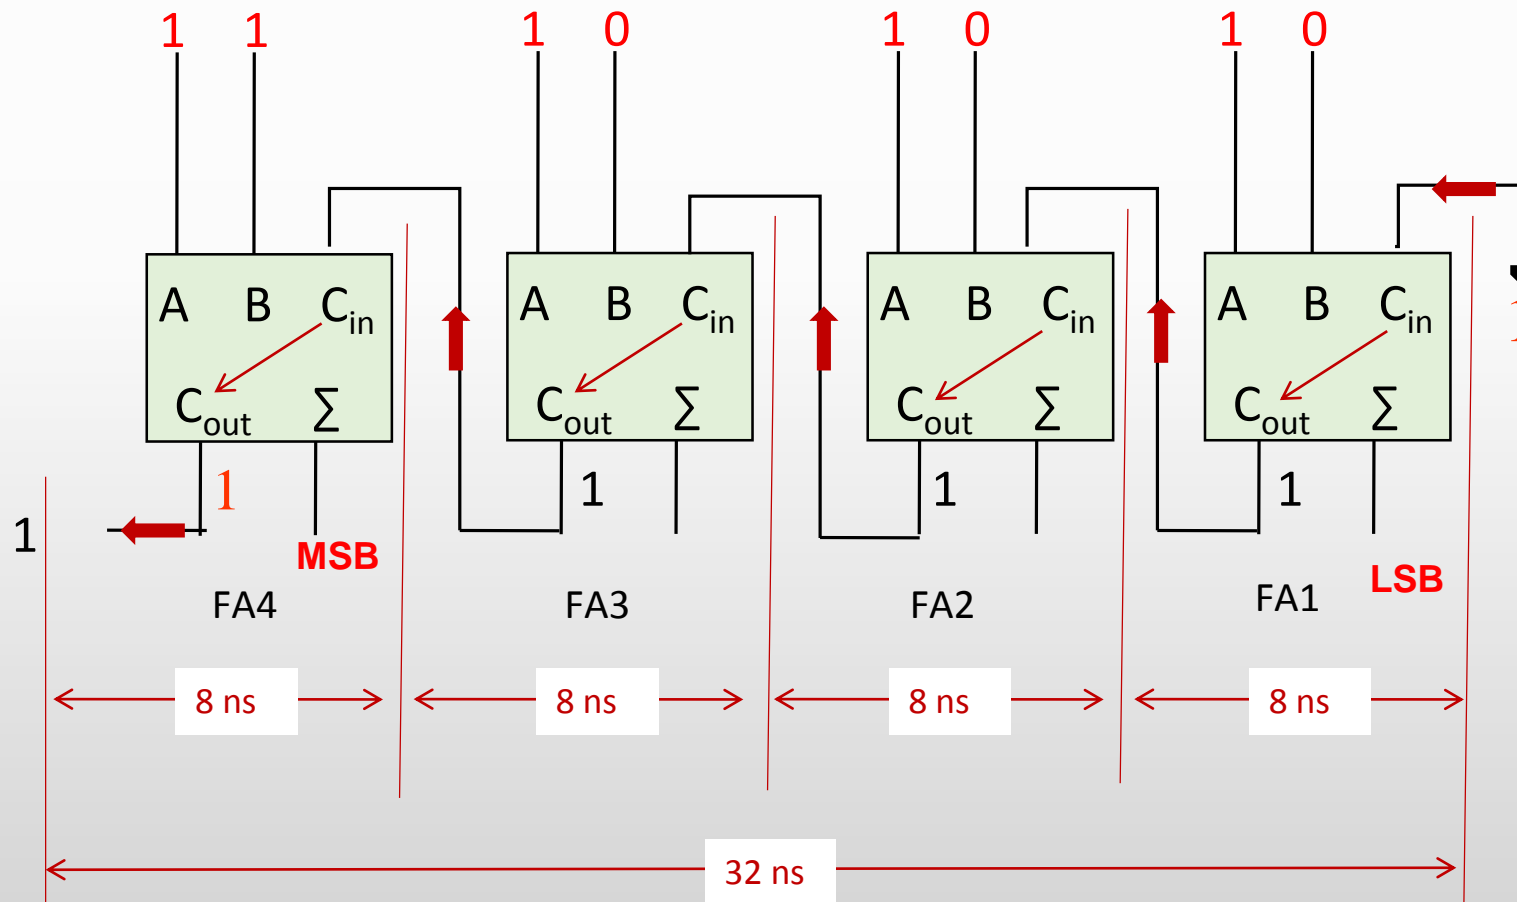 1 1 1 0 1 0 1 0
A B Cin A B Cin A B Cin A B Cin
Cout Σ Cout Σ Cout Σ Cout Σ
1 1 1 1
1
MSB LSB
FA4 FA3 FA2 FA1
8 ns 8 ns 8 ns 8 ns
32 ns